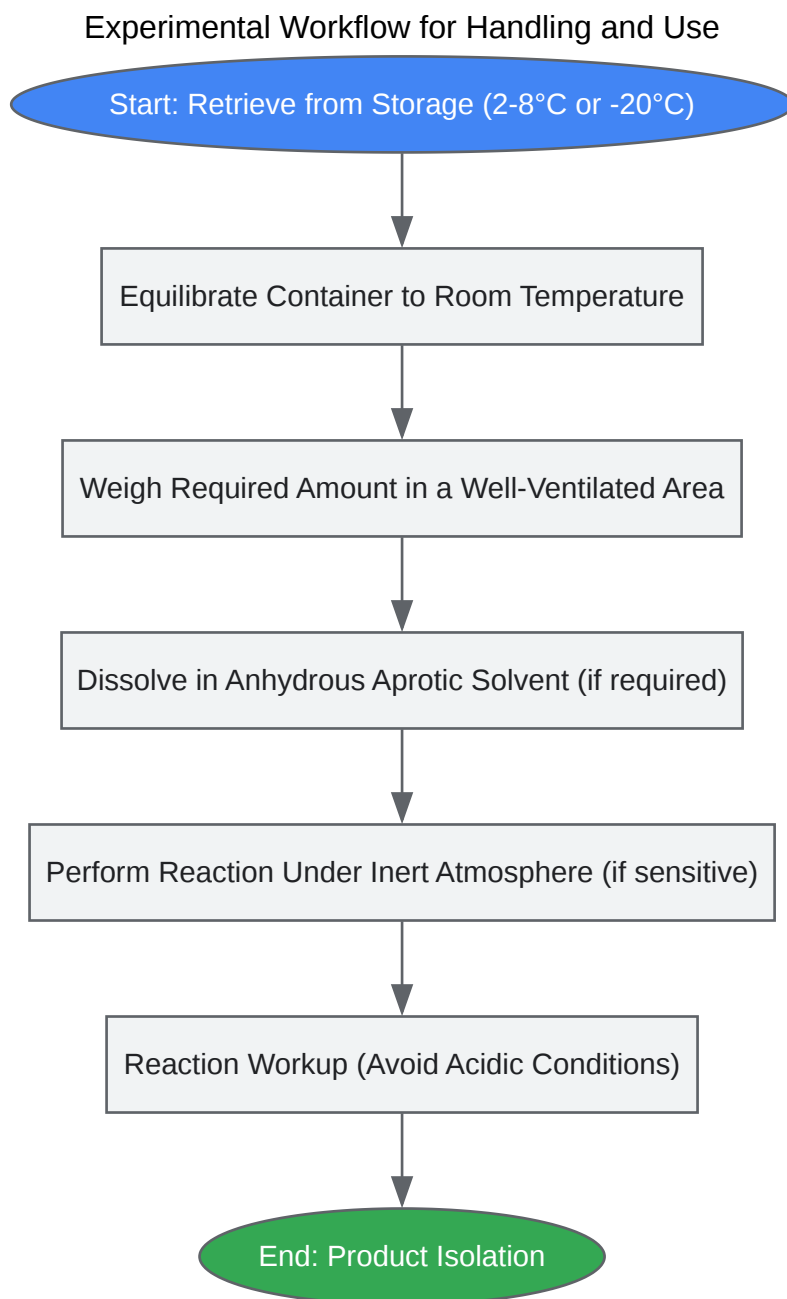 Experimental Workflow for Handling and Use
Start: Retrieve from Storage (2-8°C or -20°C)
Equilibrate Container to Room Temperature
Weigh Required Amount in a Well-Ventilated Area
Dissolve in Anhydrous Aprotic Solvent (if required)
Perform Reaction Under Inert Atmosphere (if sensitive)
Reaction Workup (Avoid Acidic Conditions)
End: Product Isolation